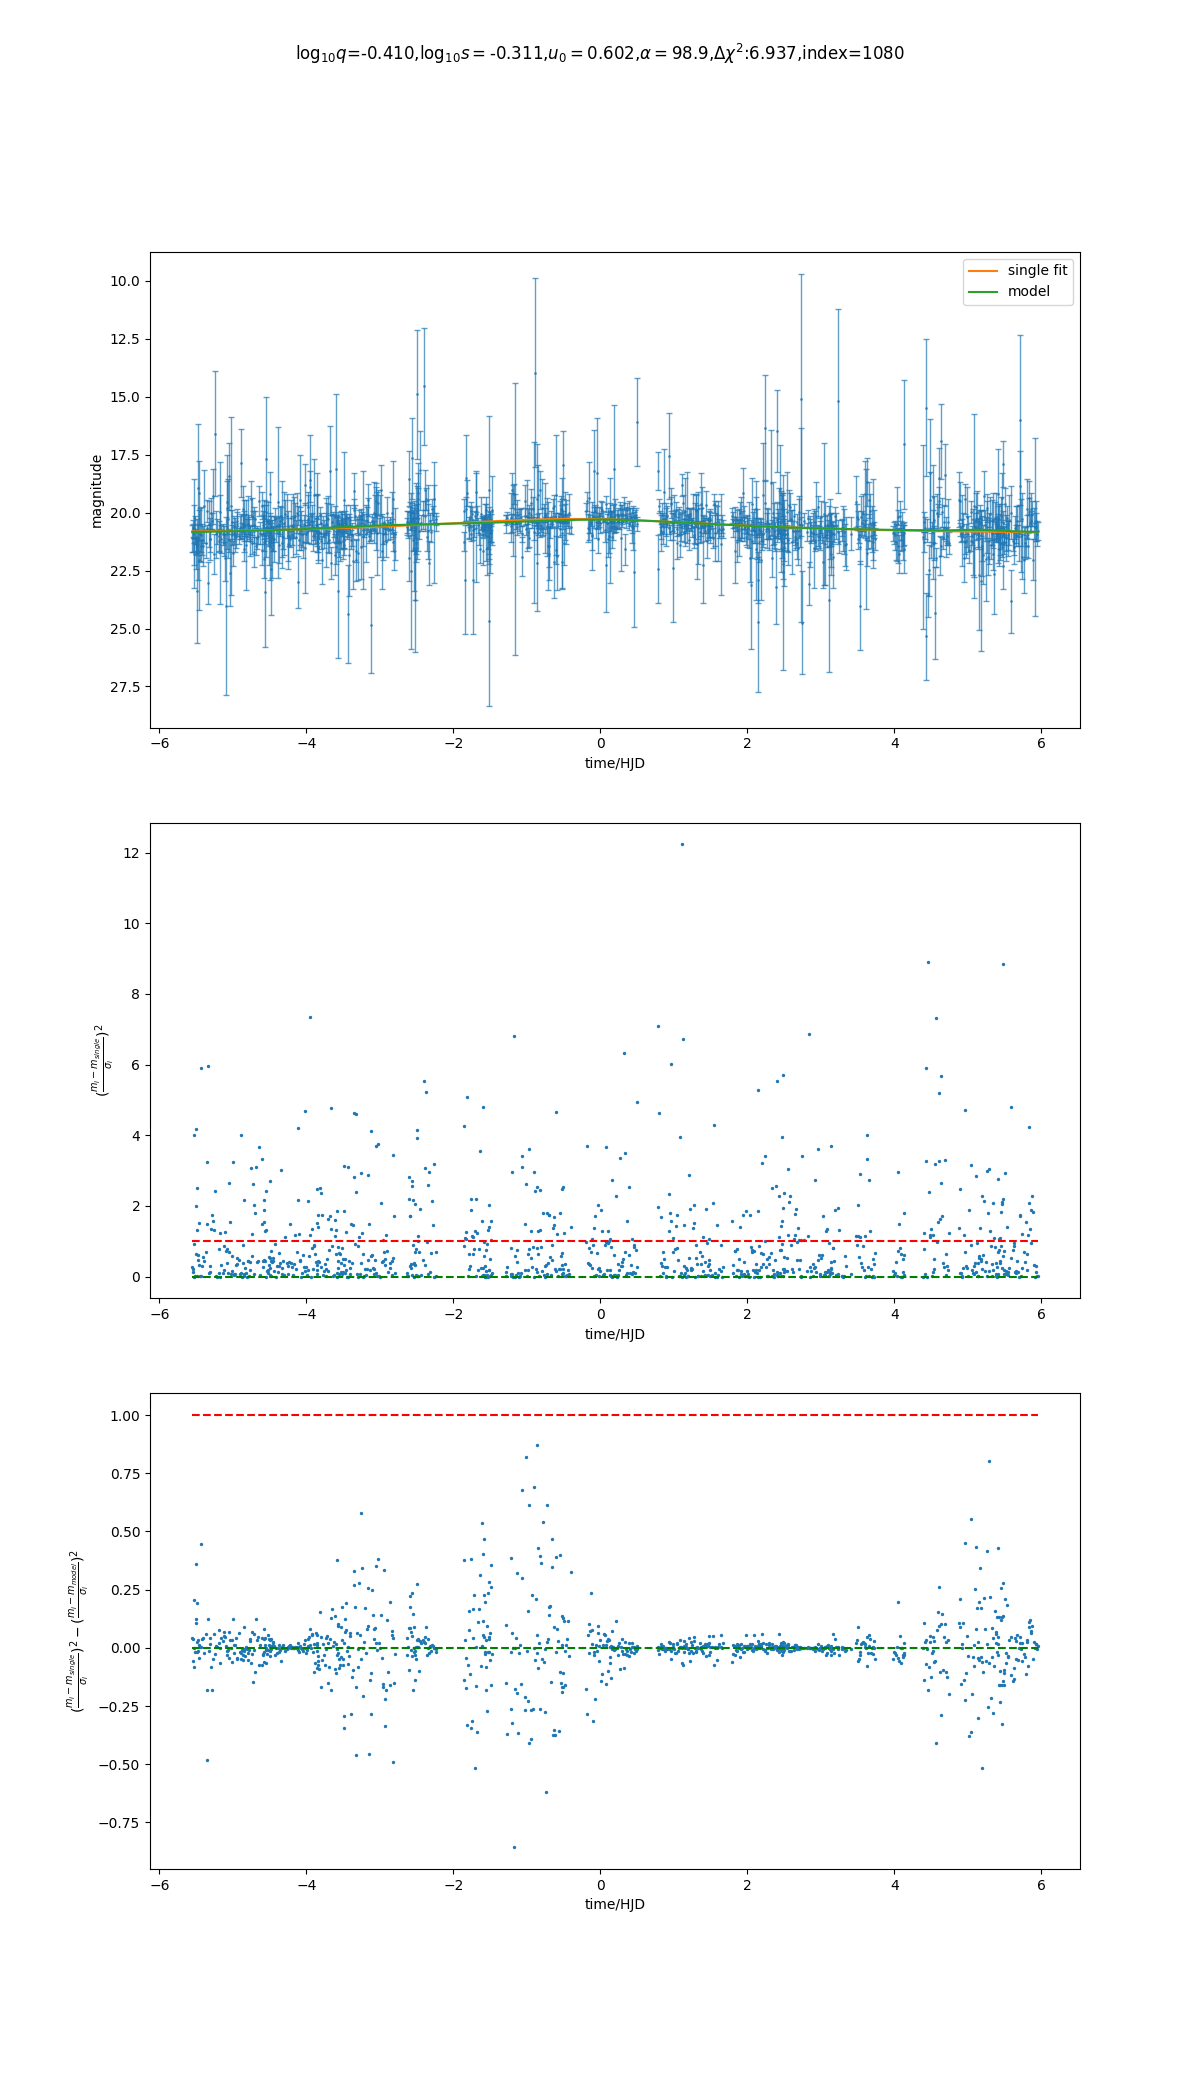 log₁₀q=-0.410,log₁₀s = -0.311,u₀ = 0.602,α = 98.9,Δχ²:6.937,index=1080
single fit
model
10.0
12.5
15.0
17.5
20.0
22.5
25.0
27.5
magnitude
−6 −4 −2 0 2 4 6
time/HJD
12
10
8
6
4
2
0
((mᵢ − m_single)/σᵢ)²
−6 −4 −2 0 2 4 6
time/HJD
1.00
0.75
0.50
0.25
0.00
−0.25
−0.50
−0.75
((mᵢ − m_single)/σᵢ)² − ((mᵢ − m_model)/σᵢ)²
−6 −4 −2 0 2 4 6
time/HJD